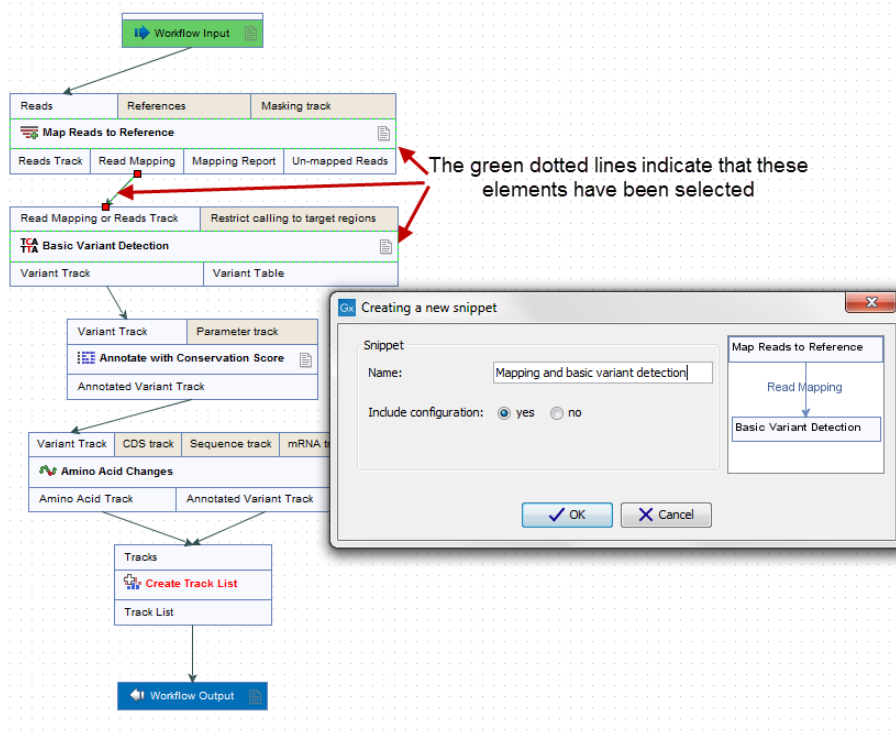 Workflow Input
Reads References Masking track
Map Reads to Reference
Reads Track Read Mapping Mapping Report Un-mapped Reads
The green dotted lines indicate that these
elements have been selected
Read Mapping or Reads Track Restrict calling to target regions
TCA
TTA
Basic Variant Detection
Variant Track Variant Table
Gx Creating a new snippet
x
Snippet
Name: Mapping and basic variant detection
Include configuration: yes no
Map Reads to Reference
Read Mapping
Basic Variant Detection
OK Cancel
Variant Track Parameter track
Annotate with Conservation Score
Annotated Variant Track
Variant Track CDS track Sequence track mRNA tr
Amino Acid Changes
Amino Acid Track Annotated Variant Track
Tracks
Create Track List
Track List
Workflow Output